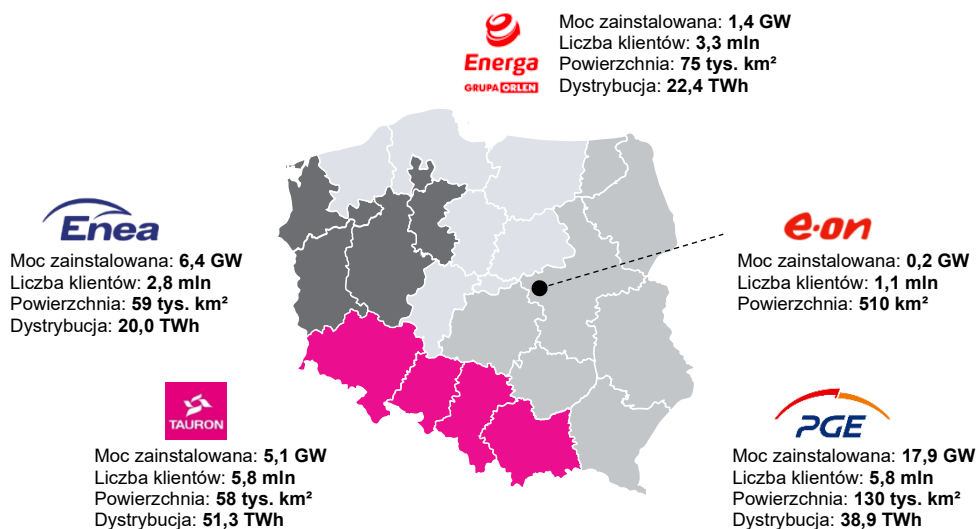 Energa
GRUPA ORLEN
Moc zainstalowana: 1,4 GW
Liczba klientów: 3,3 mln
Powierzchnia: 75 tys. km²
Dystrybucja: 22,4 TWh
Enea
Moc zainstalowana: 6,4 GW
Liczba klientów: 2,8 mln
Powierzchnia: 59 tys. km²
Dystrybucja: 20,0 TWh
e·on
Moc zainstalowana: 0,2 GW
Liczba klientów: 1,1 mln
Powierzchnia: 510 km²
TAURON
Moc zainstalowana: 5,1 GW
Liczba klientów: 5,8 mln
Powierzchnia: 58 tys. km²
Dystrybucja: 51,3 TWh
PGE
Moc zainstalowana: 17,9 GW
Liczba klientów: 5,8 mln
Powierzchnia: 130 tys. km²
Dystrybucja: 38,9 TWh